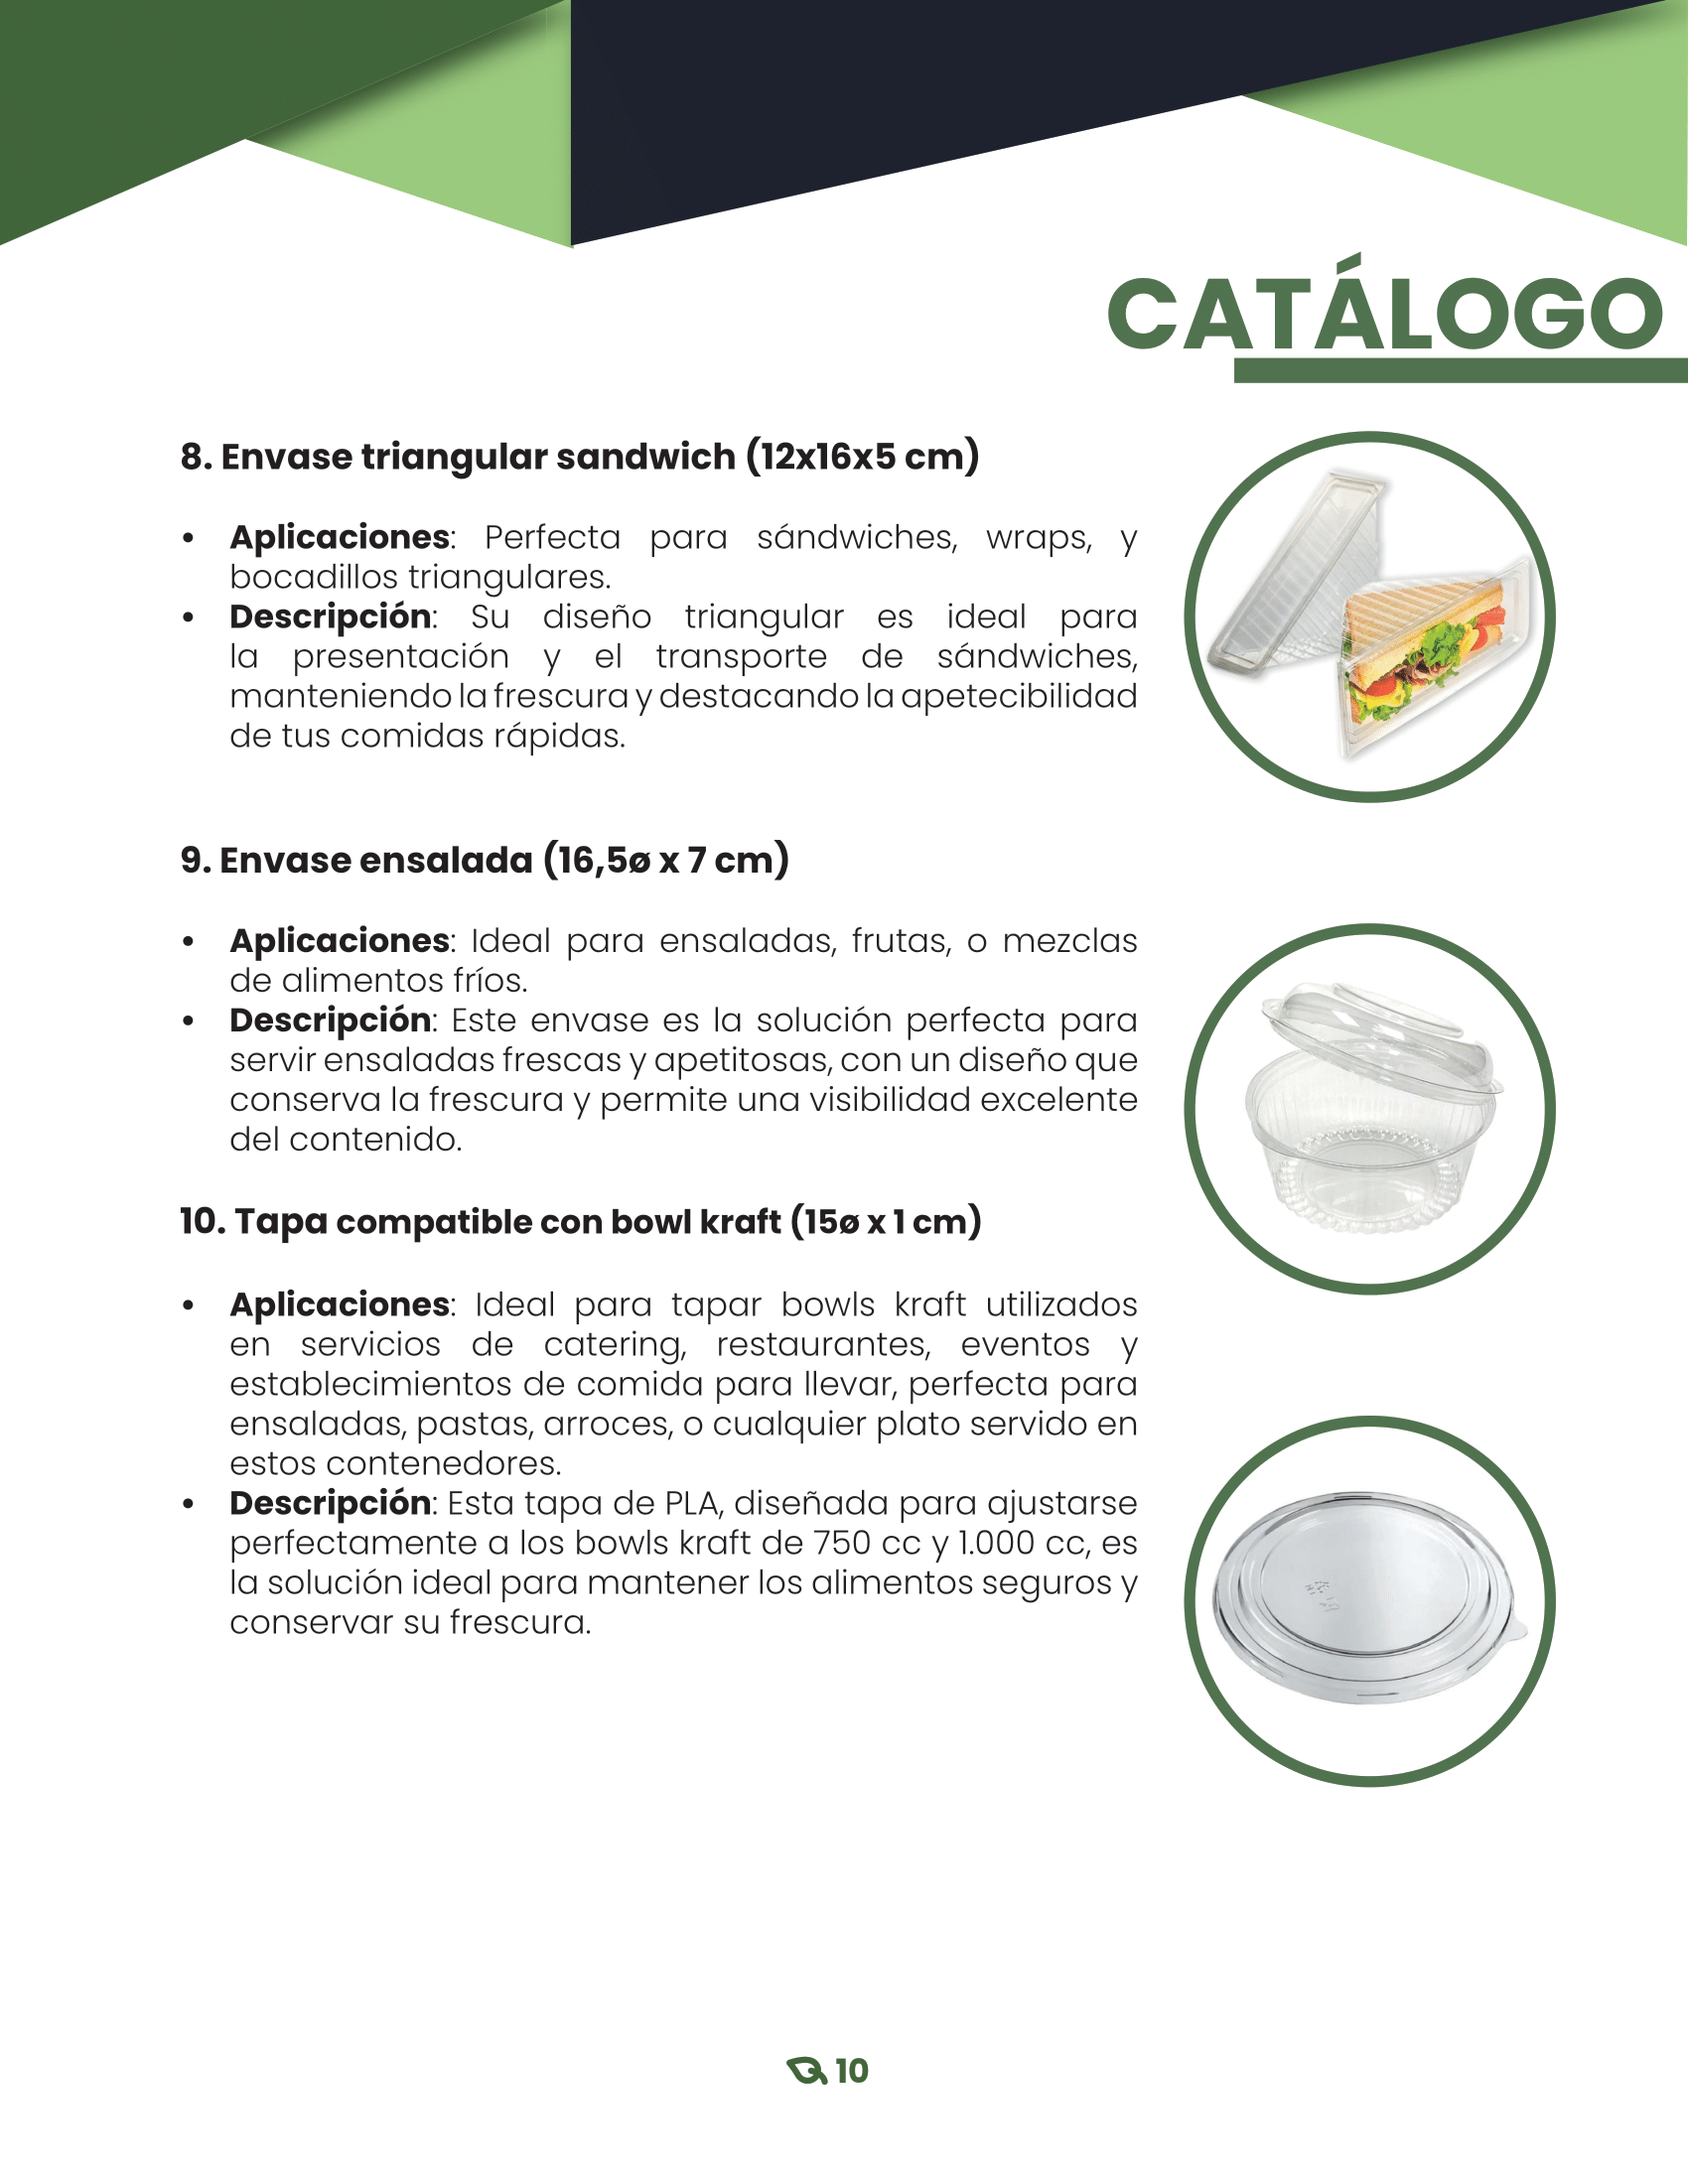 CATÁLOGO
8. Envase triangular sandwich (12x16x5 cm)
• Aplicaciones: Perfecta para sándwiches, wraps, y
bocadillos triangulares.
• Descripción: Su diseño triangular es ideal para
la presentación y el transporte de sándwiches,
manteniendo la frescura y destacando la apetecibilidad
de tus comidas rápidas.
9. Envase ensalada (16,5ø x 7 cm)
• Aplicaciones: Ideal para ensaladas, frutas, o mezclas
de alimentos fríos.
• Descripción: Este envase es la solución perfecta para
servir ensaladas frescas y apetitosas, con un diseño que
conserva la frescura y permite una visibilidad excelente
del contenido.
10. Tapa compatible con bowl kraft (15ø x 1 cm)
• Aplicaciones: Ideal para tapar bowls kraft utilizados
en servicios de catering, restaurantes, eventos y
establecimientos de comida para llevar, perfecta para
ensaladas, pastas, arroces, o cualquier plato servido en
estos contenedores.
• Descripción: Esta tapa de PLA, diseñada para ajustarse
perfectamente a los bowls kraft de 750 cc y 1.000 cc, es
la solución ideal para mantener los alimentos seguros y
conservar su frescura.
10